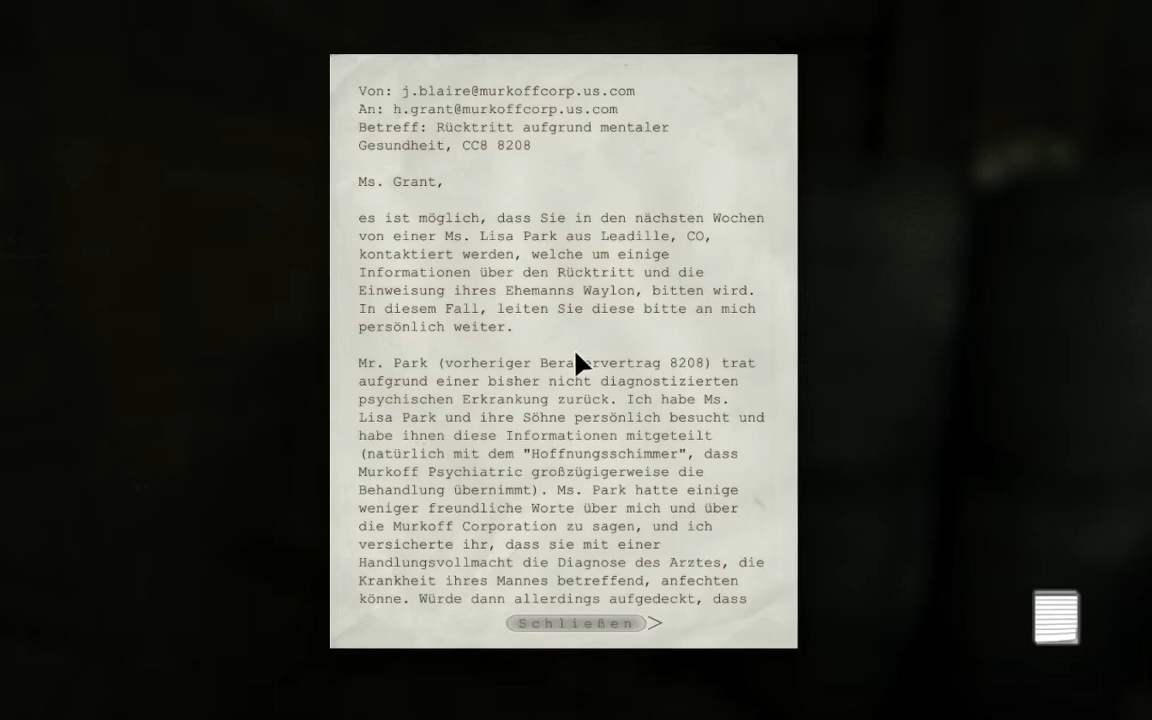 Von: j.blaire@murkoffcorp.us.com
An: h.grant@murkoffcorp.us.com
Betreff: Rücktritt aufgrund mentaler
Gesundheit, CC8 8208
Ms. Grant,
es ist möglich, dass Sie in den nächsten Wochen
von einer Ms. Lisa Park aus Leadille, CO,
kontaktiert werden, welche um einige
Informationen über den Rücktritt und die
Einweisung ihres Ehemanns Waylon, bitten wird.
In diesem Fall, leiten Sie diese bitte an mich
persönlich weiter.
Mr. Park (vorheriger 8208) trat
aufgrund einer bisher nicht diagnostizierten
psychischen Erkrankung zurück. Ich habe Ms.
Lisa Park und ihre Söhne persönlich besucht und
habe ihnen diese Informationen mitgeteilt
(natürlich mit dem "Hoffnungsschimmer", dass
Murkoff Psychiatric großzügigerweise die
Behandlung übernimmt). Ms. Park hatte einige
weniger freundliche Worte über mich und über
die Murkoff Corporation zu sagen, und ich
versicherte ihr, dass sie mit einer
Handlungsvollmacht die Diagnose des Arztes, die
Krankheit ihres Mannes betreffend, anfechten
könne. Würde dann allerdings aufgedeckt, dass
Schließen >